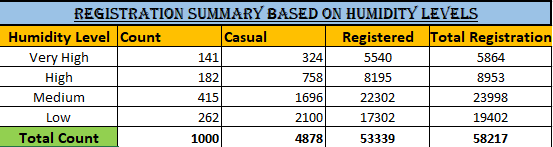 REGISTRATION SUMMARY BASED ON HUMIDITY LEVELS
Humidity Level Count Casual Registered Total Registration
Very High 141 324 5540 5864
High 182 758 8195 8953
Medium 415 1696 22302 23998
Low 262 2100 17302 19402
Total Count 1000 4878 53339 58217